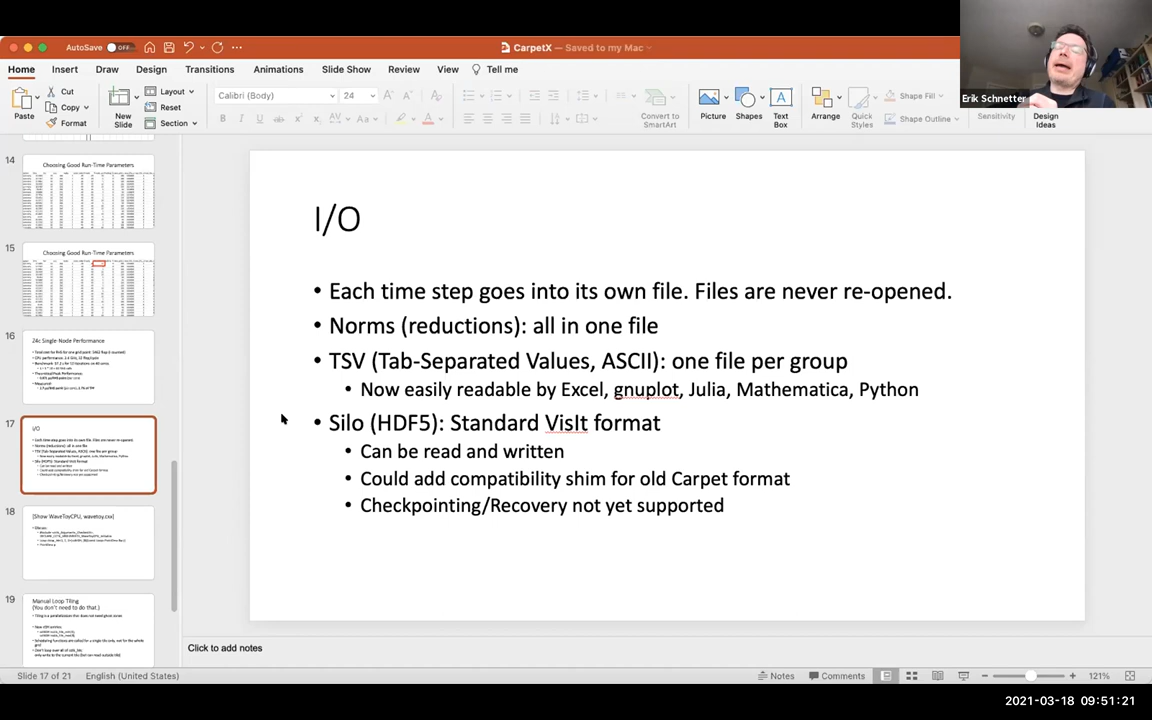 AutoSave OFF
CarpetX — Saved to my Mac
Home Insert Draw Design Transitions Animations Slide Show Review View Tell me
Paste
Cut
Copy
Format
New
Slide
Layout
Reset
Section
Calibri (Body) 24
Convert to
SmartArt
Picture
Shapes
Text
Box
Arrange
Quick
Styles
Shape Fill
Shape Outline
Sensitivity
Design
Ideas
Erik Schnetter
14
Choosing Good Run-Time Parameters
15
Choosing Good Run-Time Parameters
16
24c: Single-Node Performance
17
18
[Show WaveToyCPU, wavetoy.cxx]
19
Manual Loop Tiling
(You don't need to do that.)
I/O
• Each time step goes into its own file. Files are never re-opened.
• Norms (reductions): all in one file
• TSV (Tab-Separated Values, ASCII): one file per group
• Now easily readable by Excel, gnuplot, Julia, Mathematica, Python
• Silo (HDF5): Standard VisIt format
• Can be read and written
• Could add compatibility shim for old Carpet format
• Checkpointing/Recovery not yet supported
Click to add notes
Slide 17 of 21 English (United States)
Notes Comments 121%
2021-03-18 09:51:21